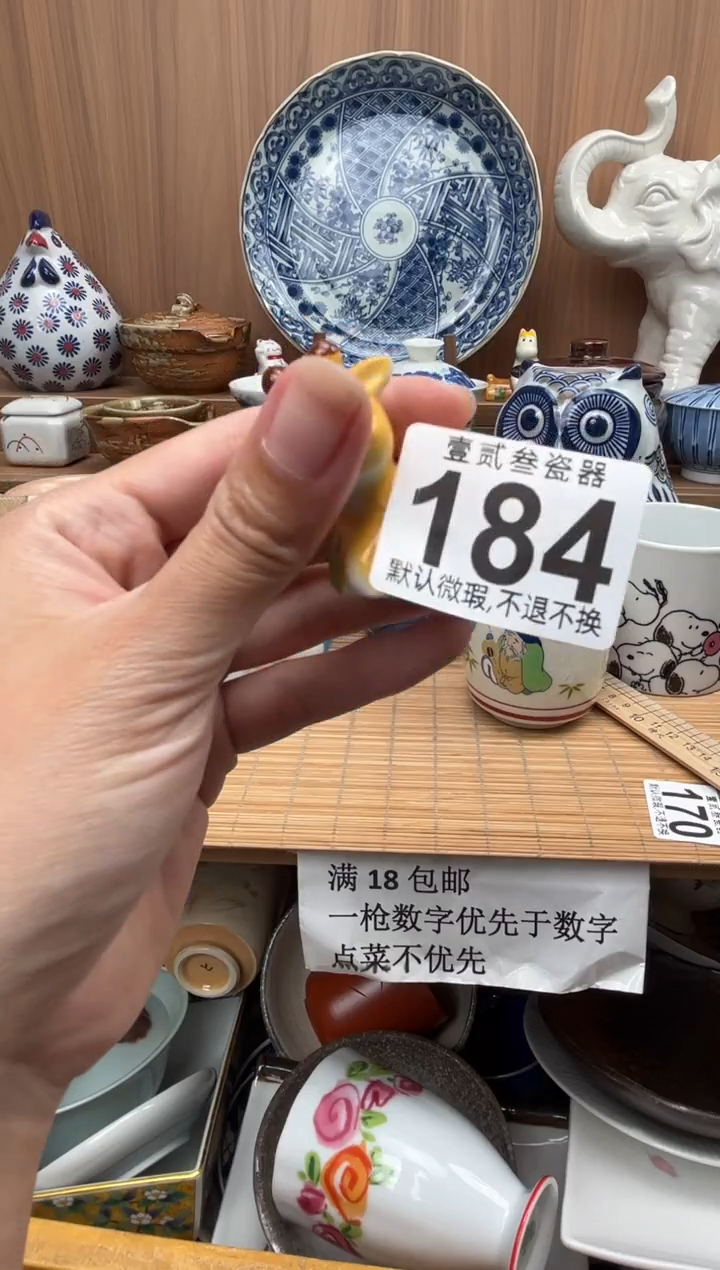 壹贰叁瓷器
184
默认微瑕,不退不换
170
满 18 包邮
一枪数字优先于数字
点菜不优先